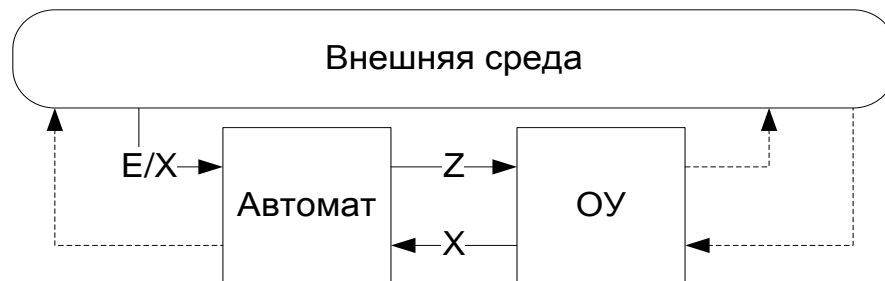 Внешняя среда
E/X
Z
Автомат
ОУ
X